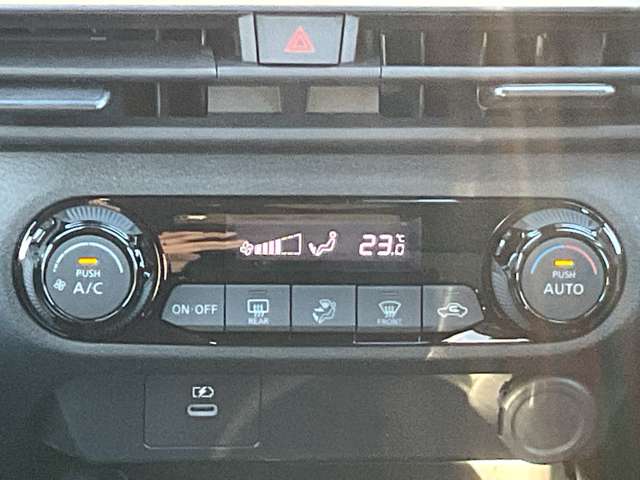 23.0 °C
PUSH
A/C
PUSH
AUTO
ON·OFF
REAR
FRONT